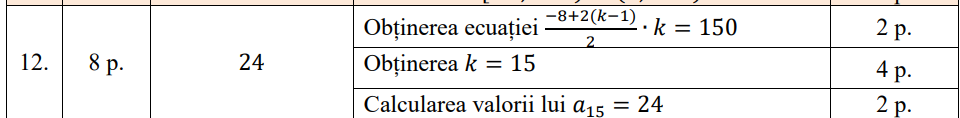 Obținerea ecuației \frac{-8+2(k-1)}{2} · k = 150
2 p.
12.
8 p.
24
Obținerea k = 15
4 p.
Calcularea valorii lui a₁₅ = 24
2 p.